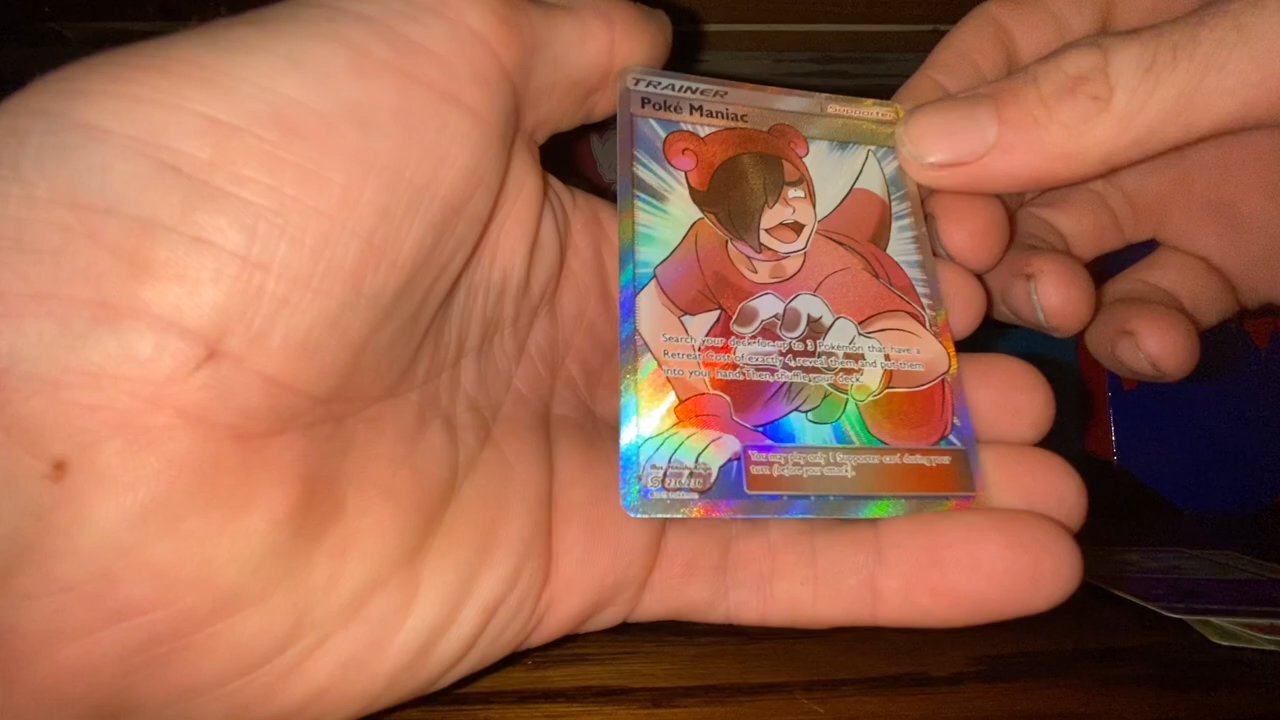 TRAINER
Supporter
Poké Maniac
Search your deck for up to 3 Pokémon that have a
Retreat Cost of exactly 4, reveal them, and put them
into your hand. Then, shuffle your deck.
You may play only 1 Supporter card during your
turn (before your attack).
236/236